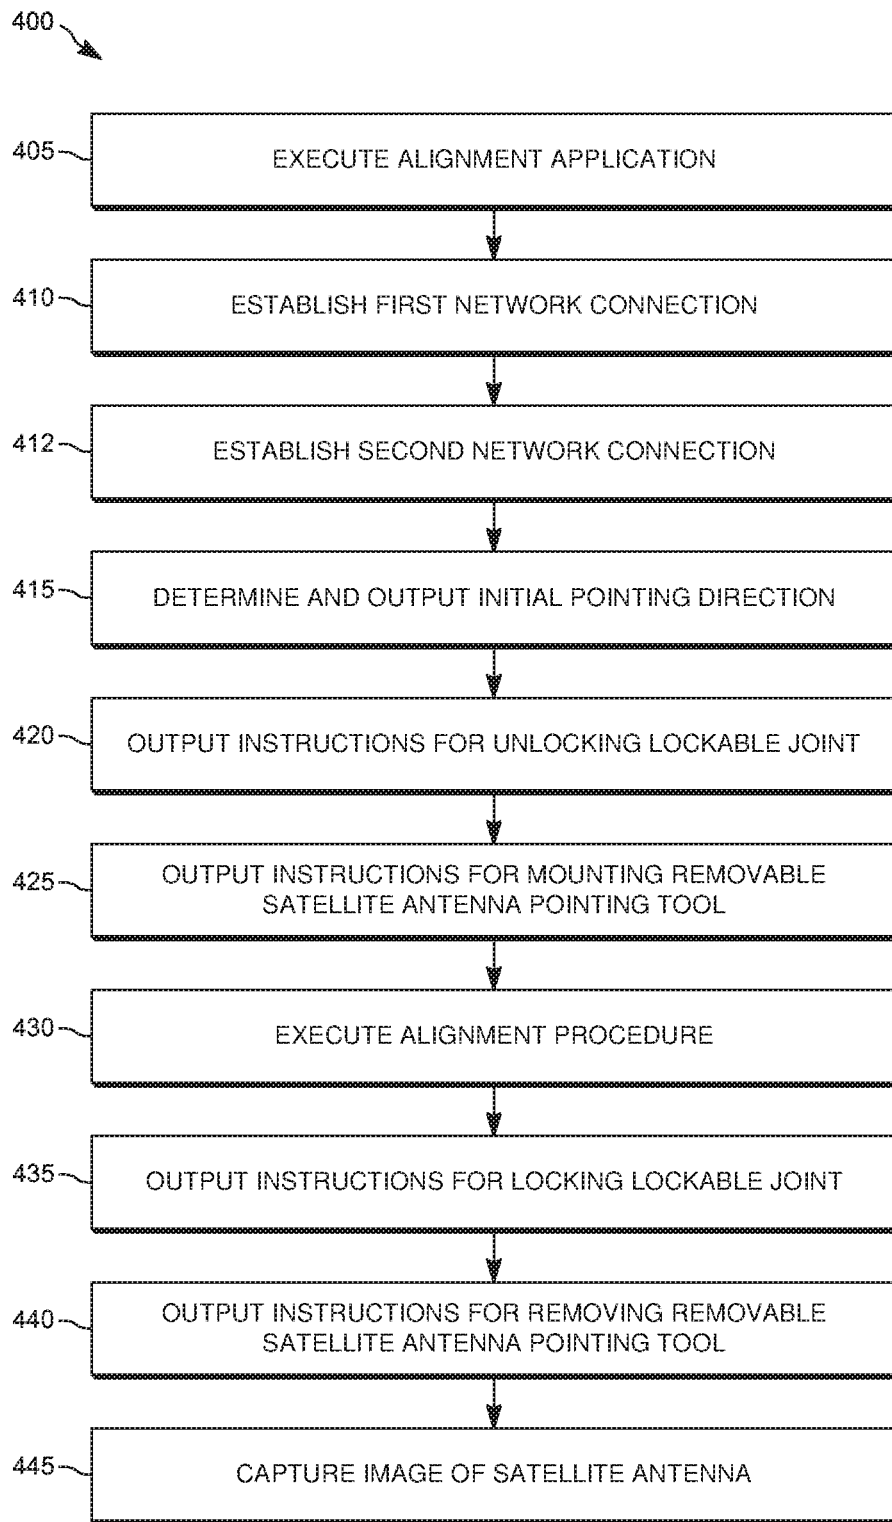 400
405
EXECUTE ALIGNMENT APPLICATION
410
ESTABLISH FIRST NETWORK CONNECTION
412
ESTABLISH SECOND NETWORK CONNECTION
415
DETERMINE AND OUTPUT INITIAL POINTING DIRECTION
420
OUTPUT INSTRUCTIONS FOR UNLOCKING LOCKABLE JOINT
425
OUTPUT INSTRUCTIONS FOR MOUNTING REMOVABLE
SATELLITE ANTENNA POINTING TOOL
430
EXECUTE ALIGNMENT PROCEDURE
435
OUTPUT INSTRUCTIONS FOR LOCKING LOCKABLE JOINT
440
OUTPUT INSTRUCTIONS FOR REMOVING REMOVABLE
SATELLITE ANTENNA POINTING TOOL
445
CAPTURE IMAGE OF SATELLITE ANTENNA